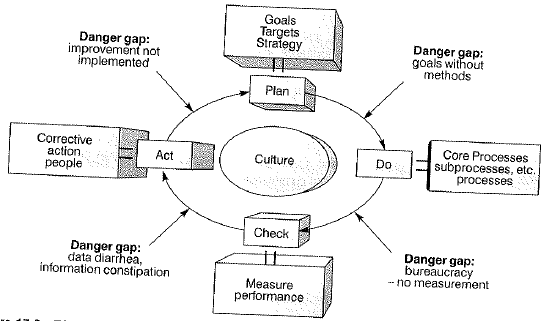 Goals
Targets
Strategy
Danger gap:
improvement not
implemented
Danger gap:
goals without
methods
Plan
Corrective
action
people
Act
Culture
Do
Core Processes
subprocesses, etc.
processes
Check
Danger gap:
data diarrhea,
information constipation
Measure
performance
Danger gap:
bureaucracy
– no measurement